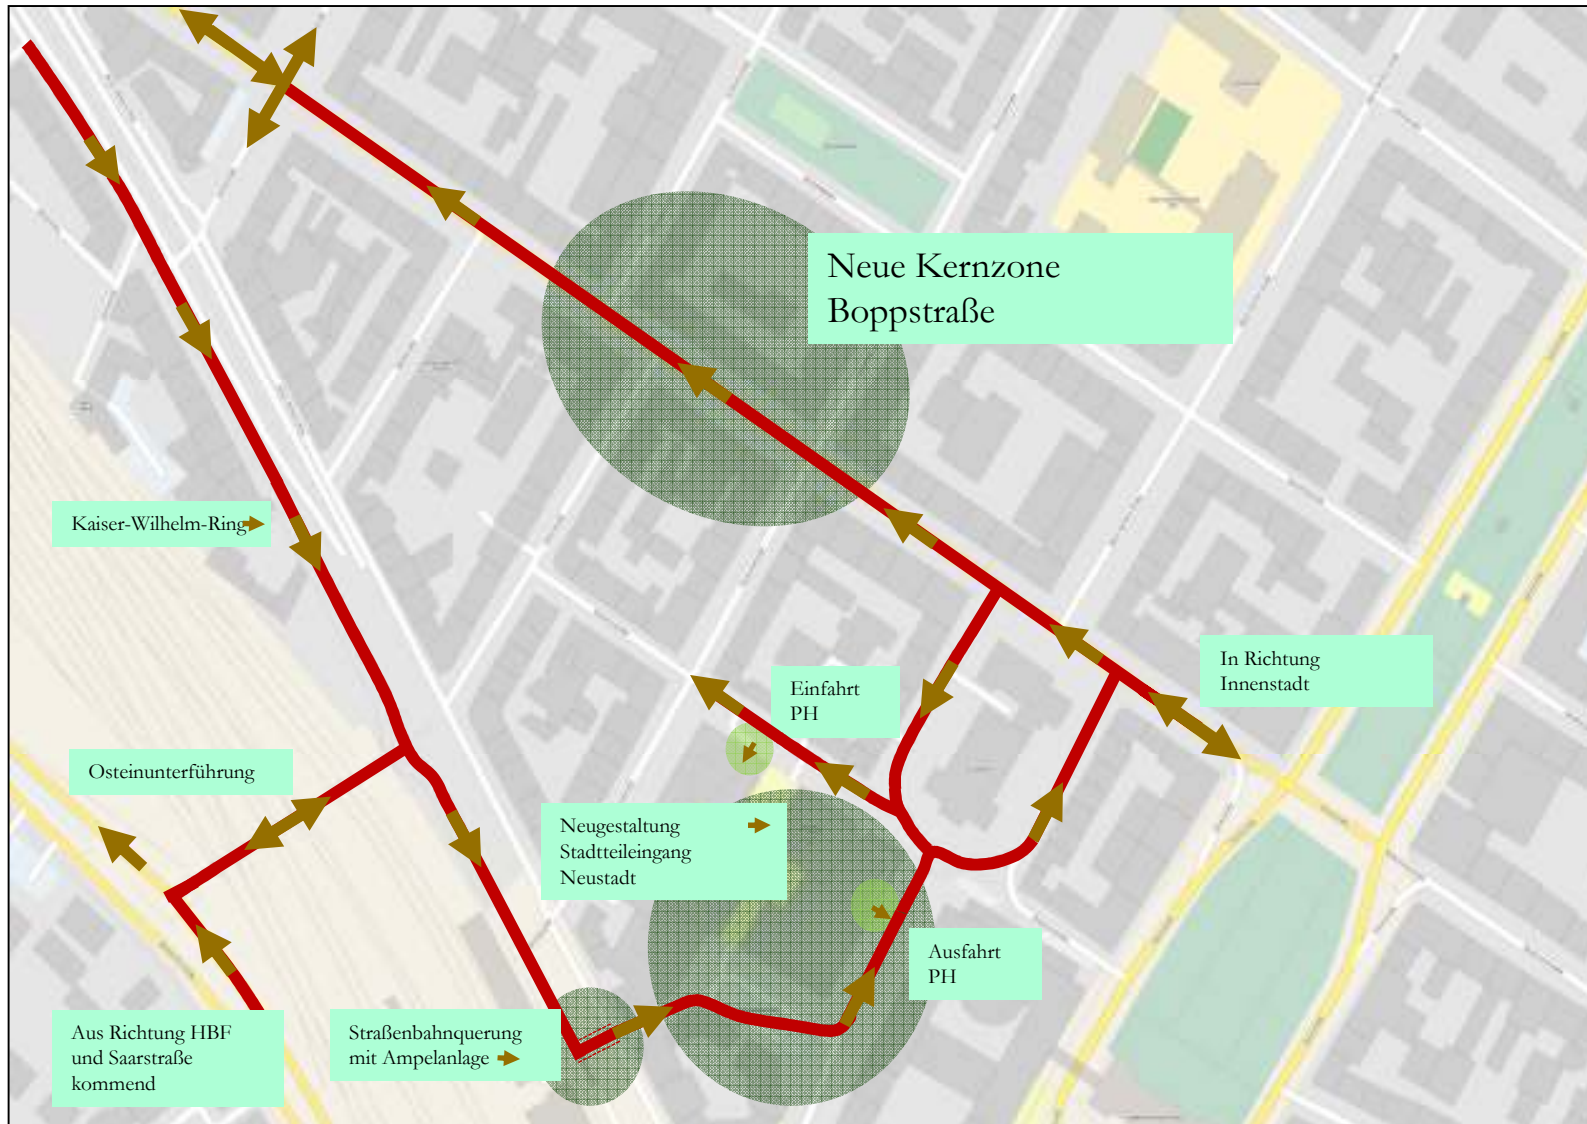 Neue Kernzone
Boppstraße
Kaiser-Wilhelm-Ring
In Richtung
Innenstadt
Einfahrt
PH
Osteinunterführung
Neugestaltung
Stadtteileingang
Neustadt
Ausfahrt
PH
Aus Richtung HBF
und Saarstraße
kommend
Straßenbahnquerung
mit Ampelanlage